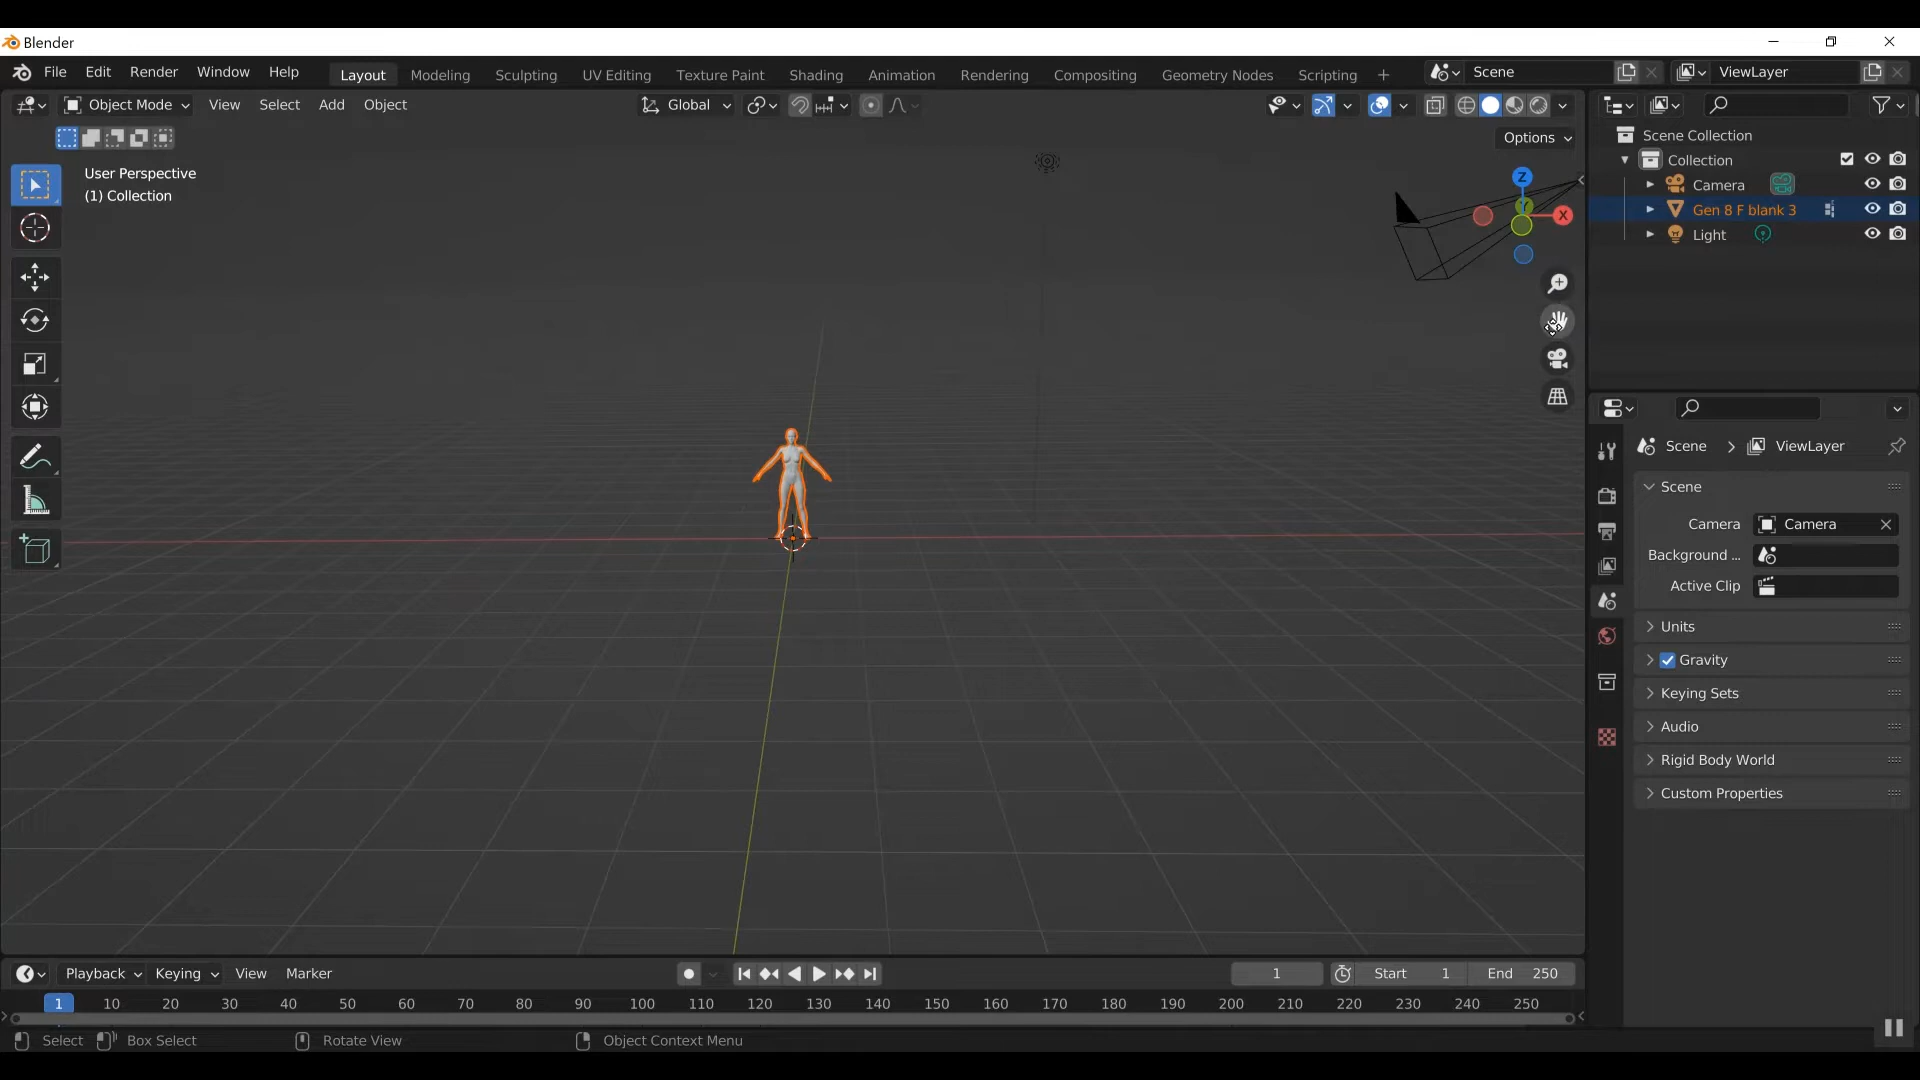 Blender
File Edit Render Window Help Layout Modeling Sculpting UV Editing Texture Paint Shading Animation Rendering Compositing Geometry Nodes Scripting + Scene ViewLayer
Object Mode View Select Add Object Global
Options
User Perspective
(1) Collection
Z
Y
X
Scene Collection
Collection
Camera
Gen 8 F blank 3
Light
Scene > ViewLayer
Scene
Camera Camera
Background ...
Active Clip
Units
Gravity
Keying Sets
Audio
Rigid Body World
Custom Properties
Playback Keying View Marker 1 Start 1 End 250
1 10 20 30 40 50 60 70 80 90 100 110 120 130 140 150 160 170 180 190 200 210 220 230 240 250
Select Box Select Rotate View Object Context Menu